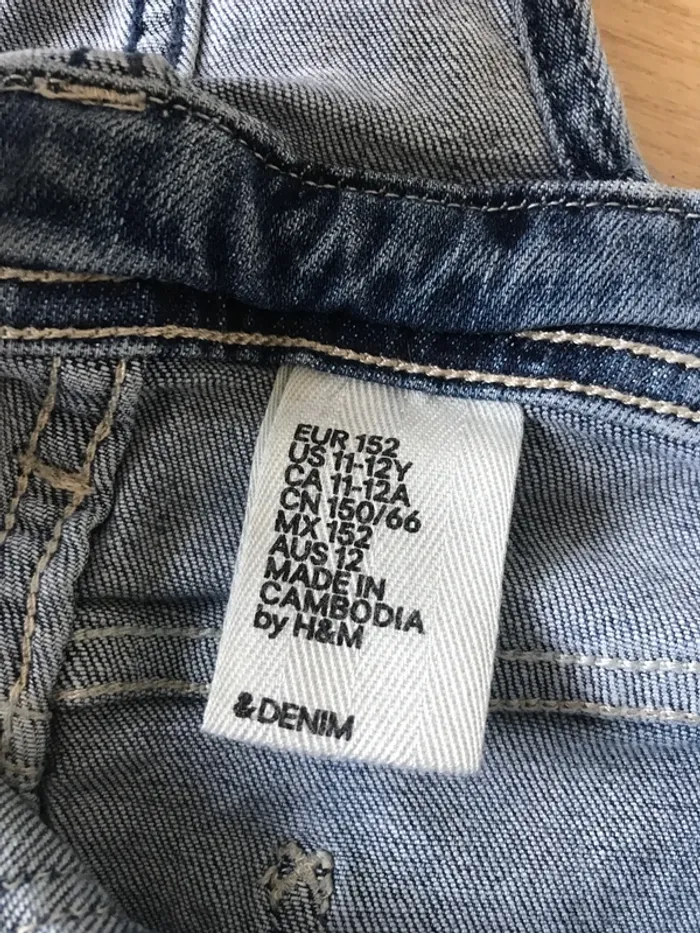 EUR 152
US 11-12Y
CA 11-12A
CN 150/66
MX 152
AUS 12
MADE IN
CAMBODIA
by H&M
&DENIM